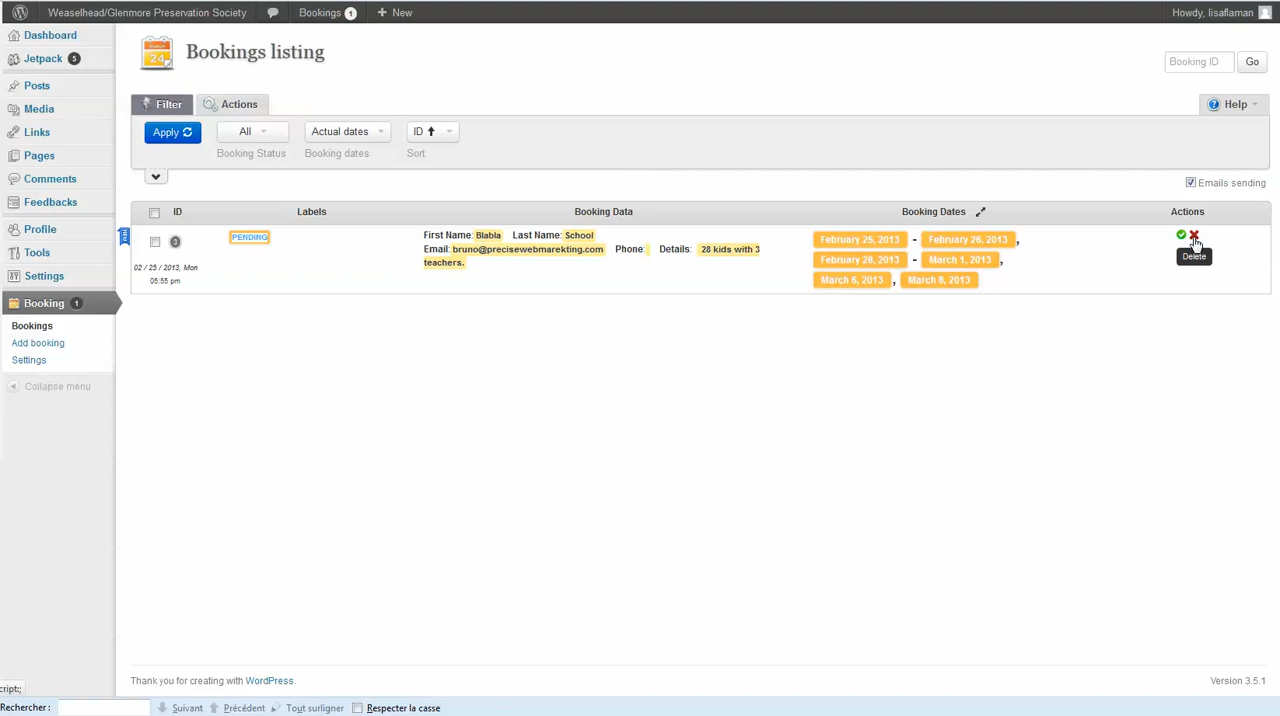 Weaselhead/Glenmore Preservation Society Bookings 1 + New Howdy, lisaflaman
Dashboard
Jetpack 5
Posts
Media
Links
Pages
Comments
Feedbacks
Profile
Tools
Settings
Booking 1
Bookings
Add booking
Settings
Collapse menu
MARCH
24
Bookings listing
Booking ID Go
Filter Actions Help
Apply All Actual dates ID
Booking Status Booking dates Sort
Emails sending
ID Labels Booking Data Booking Dates Actions
3 PENDING
02 / 25 / 2013, Mon
05:55 pm
First Name: Blabla Last Name: School
Email: bruno@precisewebmarekting.com Phone: Details: 28 kids with 3
teachers.
February 25, 2013 - February 26, 2013 ,
February 28, 2013 - March 1, 2013 ,
March 6, 2013 , March 8, 2013
Delete
Thank you for creating with WordPress. Version 3.5.1
cript:;
Rechercher : Suivant Précédent Tout surligner Respecter la casse